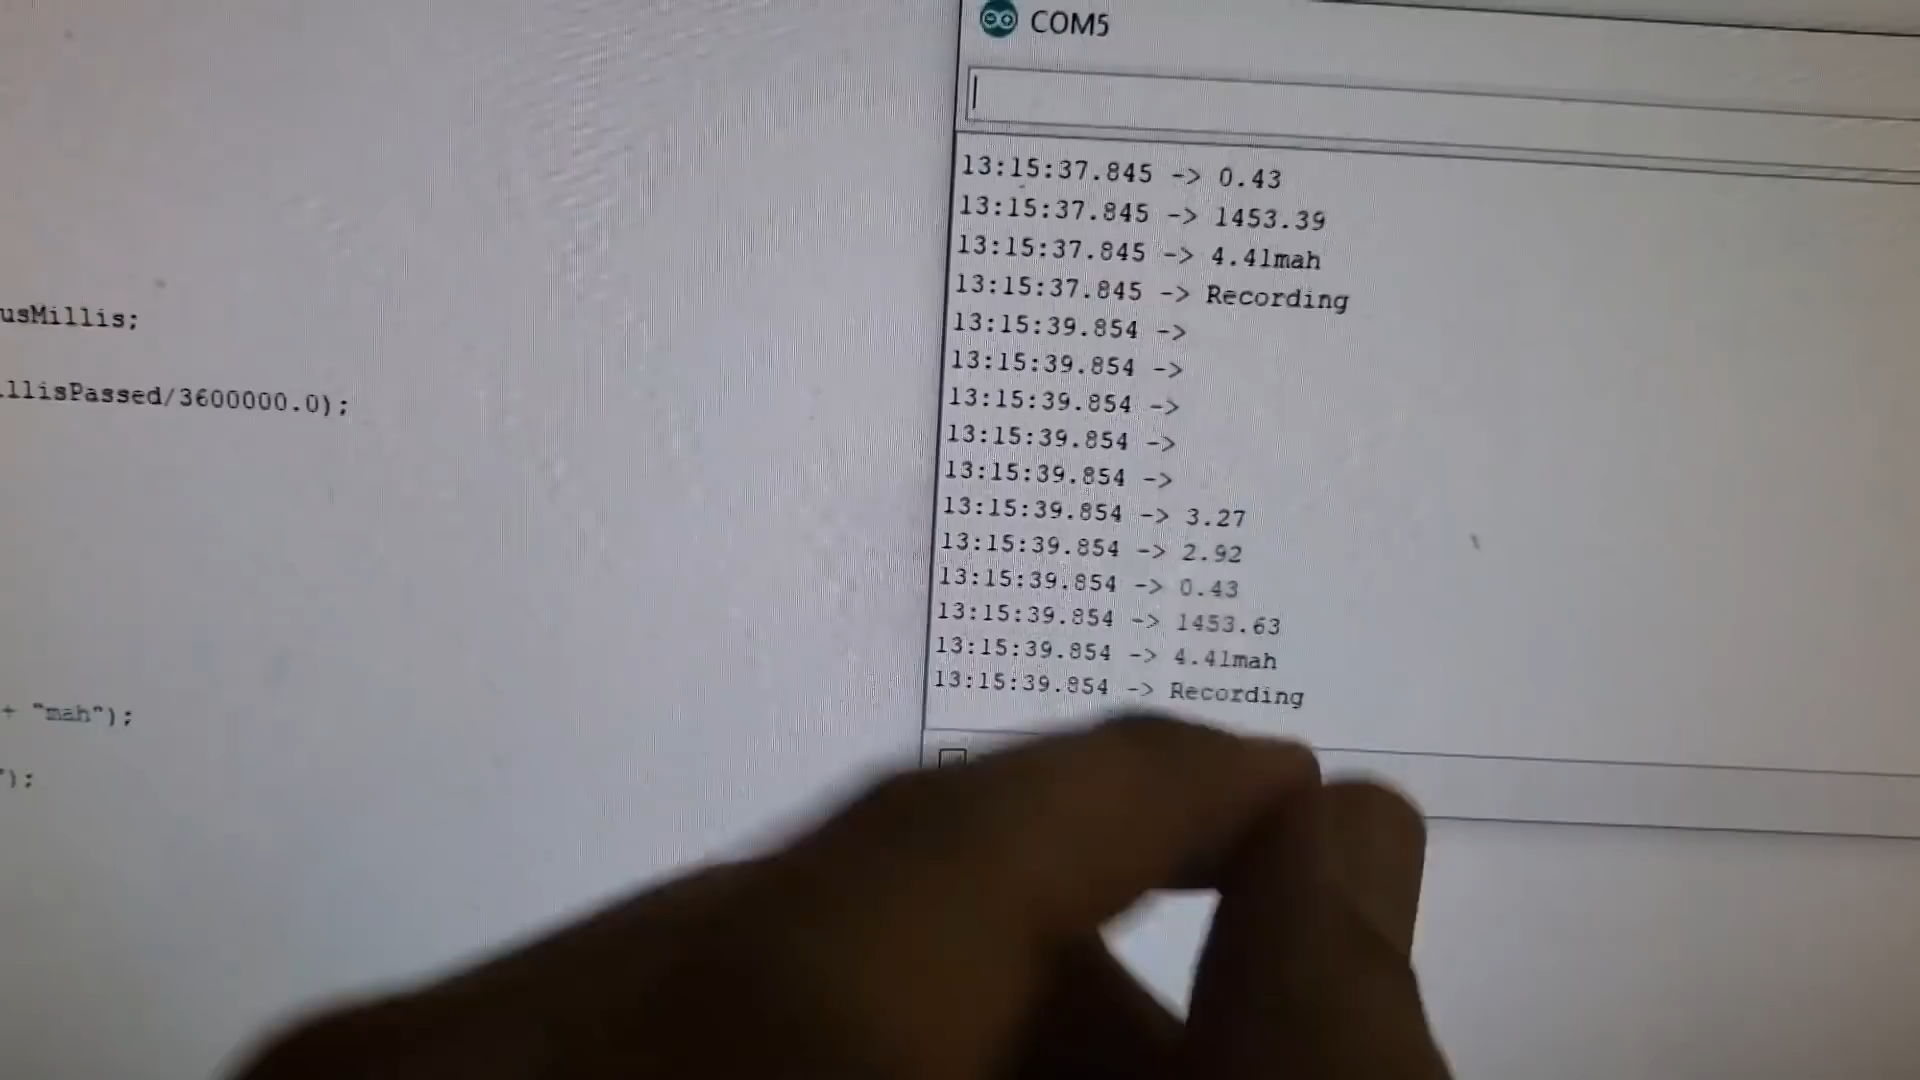 COM5
13:15:37.845 -> 0.43
13:15:37.845 -> 1453.39
13:15:37.845 -> 4.41mah
13:15:37.845 -> Recording
13:15:39.854 ->
13:15:39.854 ->
13:15:39.854 ->
13:15:39.854 ->
13:15:39.854 ->
13:15:39.854 -> 3.27
13:15:39.854 -> 2.92
13:15:39.854 -> 0.43
13:15:39.854 -> 1453.63
13:15:39.854 -> 4.41mah
13:15:39.854 -> Recording
usMillis;
llisPassed/3600000.0);
+ "mah");
");